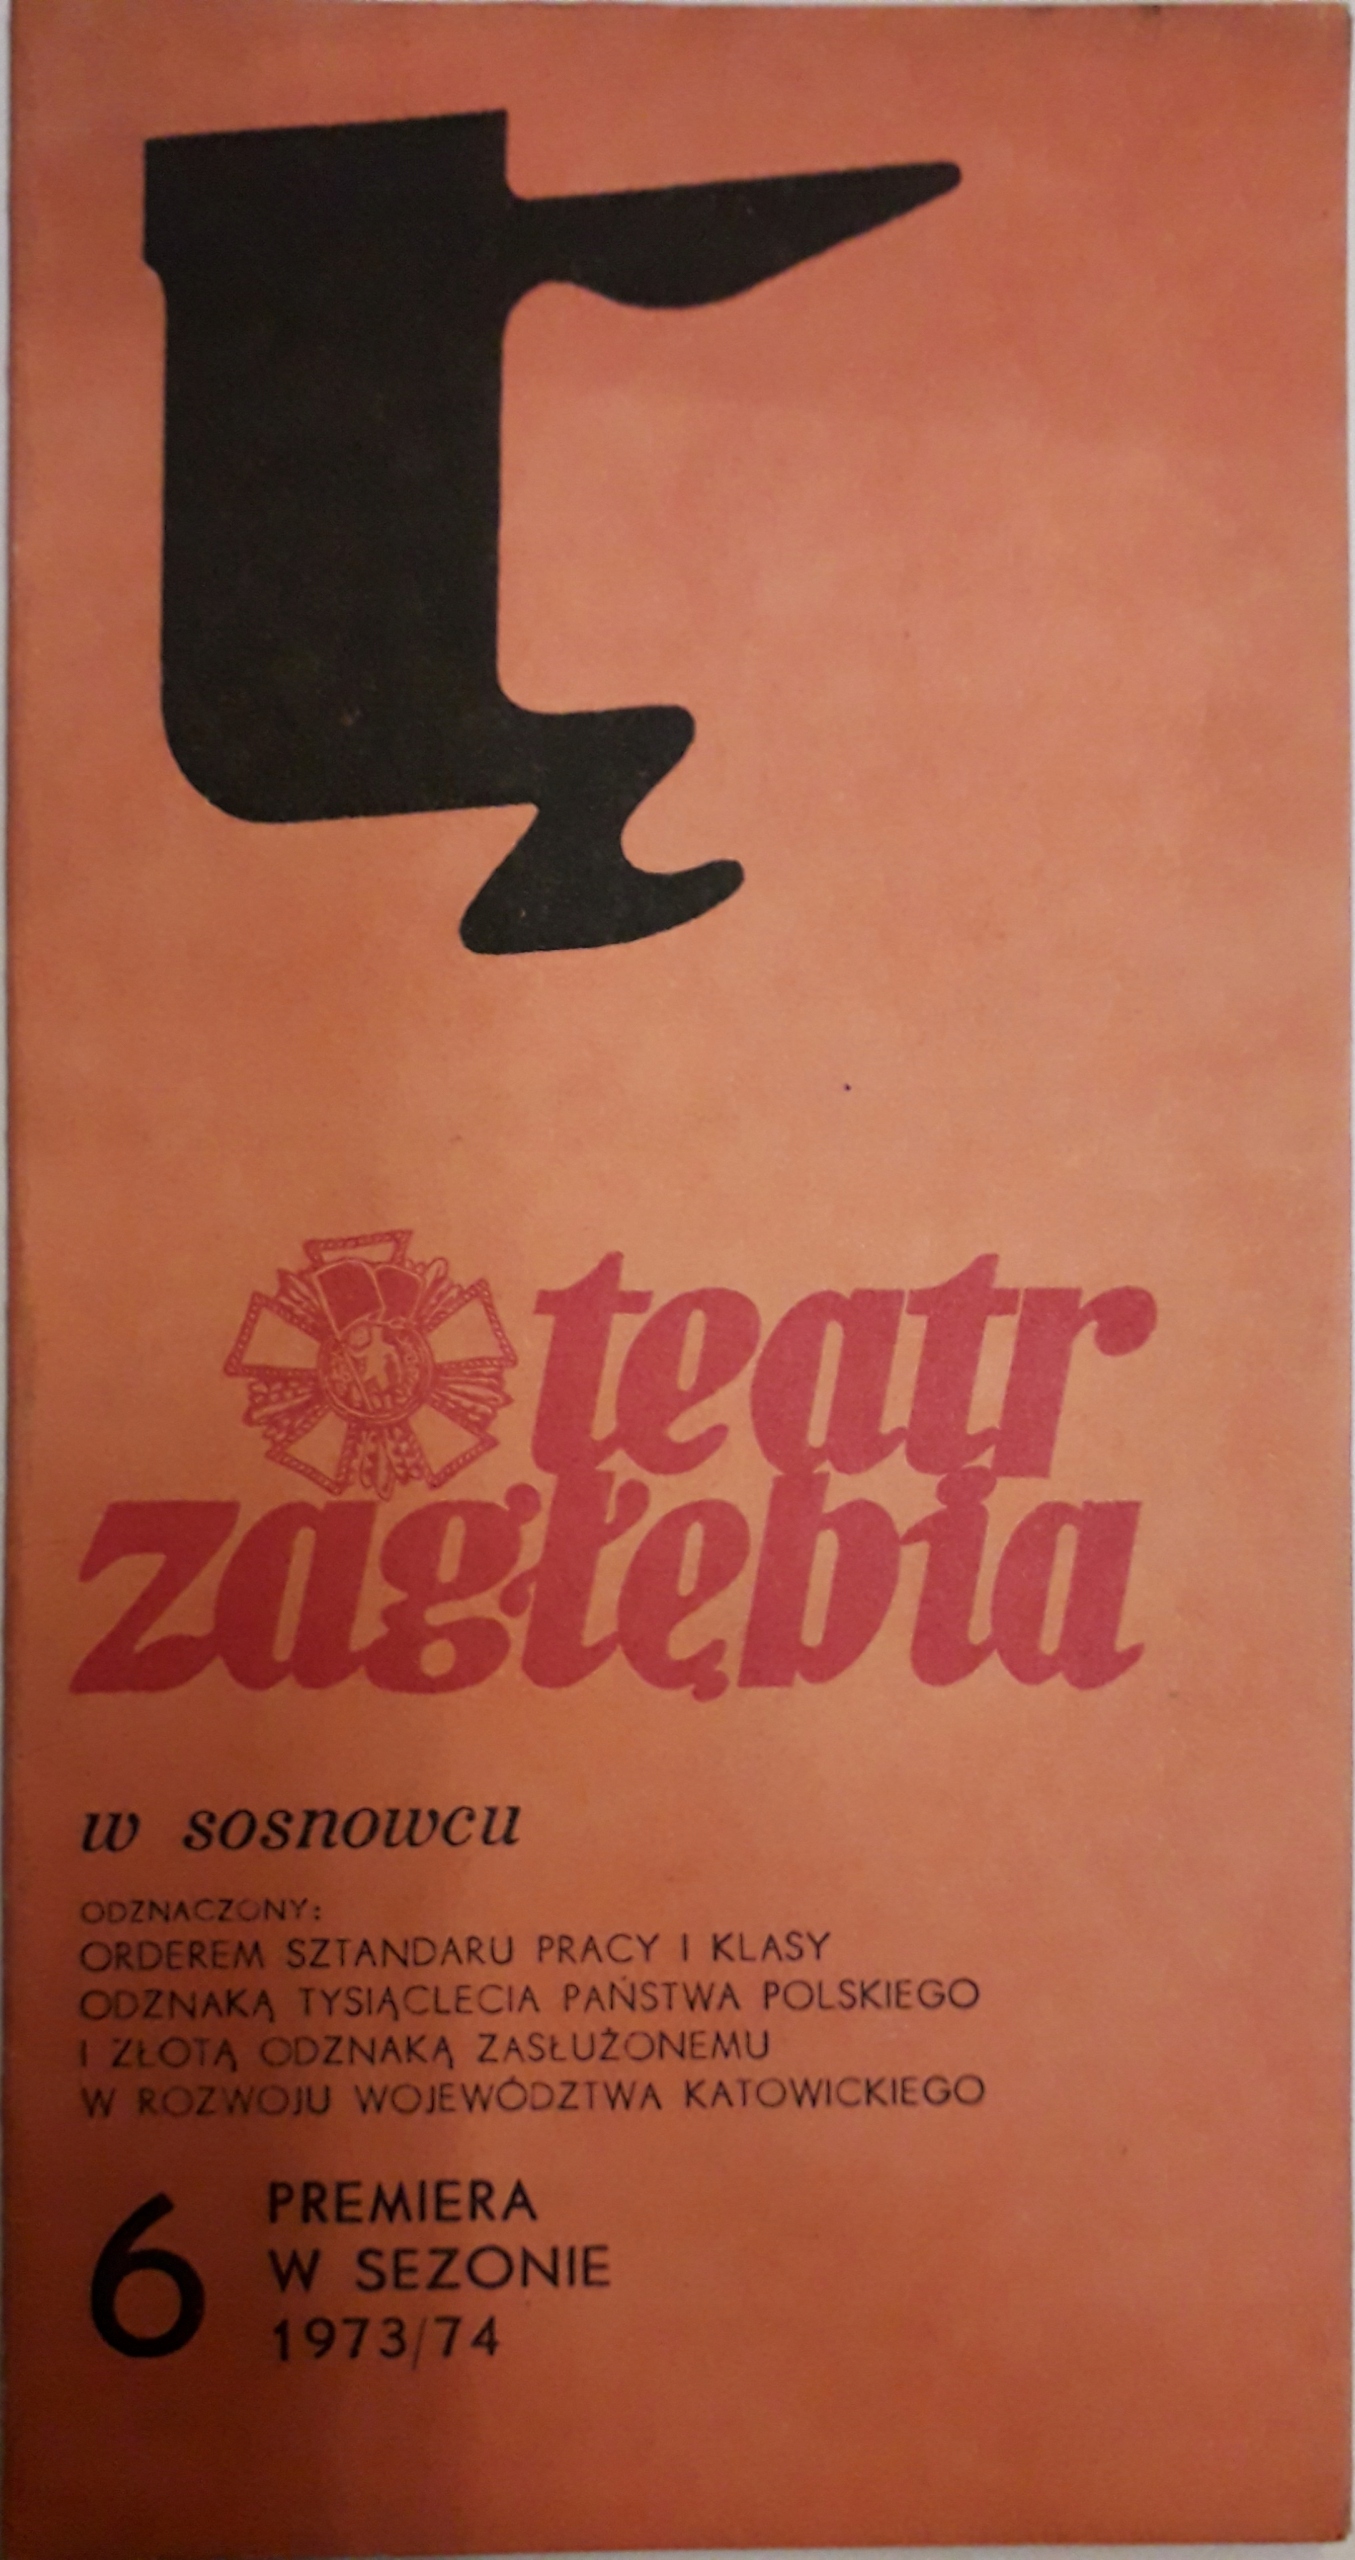 teatr
zagłębia
w sosnowcu
ODZNACZONY:
ORDEREM SZTANDARU PRACY I KLASY
ODZNAKĄ TYSIĄCLECIA PAŃSTWA POLSKIEGO
I ZŁOTĄ ODZNAKĄ ZASŁUŻONEMU
W ROZWOJU WOJEWÓDZTWA KATOWICKIEGO
6 PREMIERA
W SEZONIE
1973/74